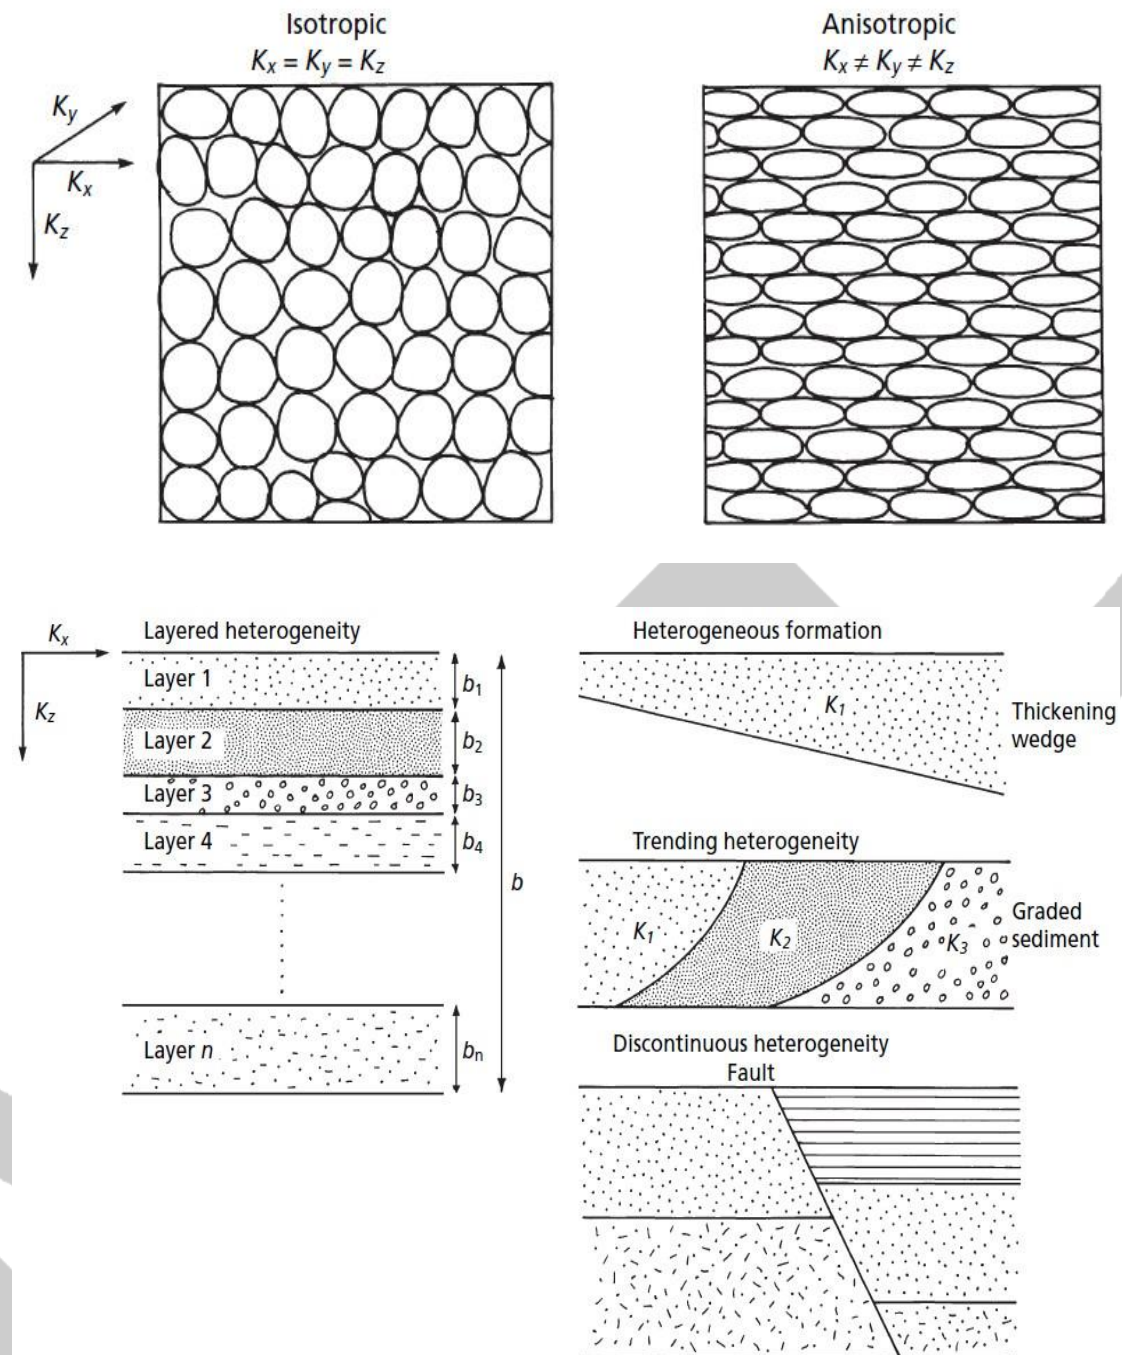 Isotropic
Kx = Ky = Kz
Anisotropic
Kx ≠ Ky ≠ Kz
Ky
Kx
Kz
Kx
Kz
Layered heterogeneity
Layer 1
b1
Layer 2
b2
Layer 3
b3
Layer 4
b4
b
Layer n
bn
Heterogeneous formation
K1
Thickening
wedge
Trending heterogeneity
K1
K2
K3
Graded
sediment
Discontinuous heterogeneity
Fault